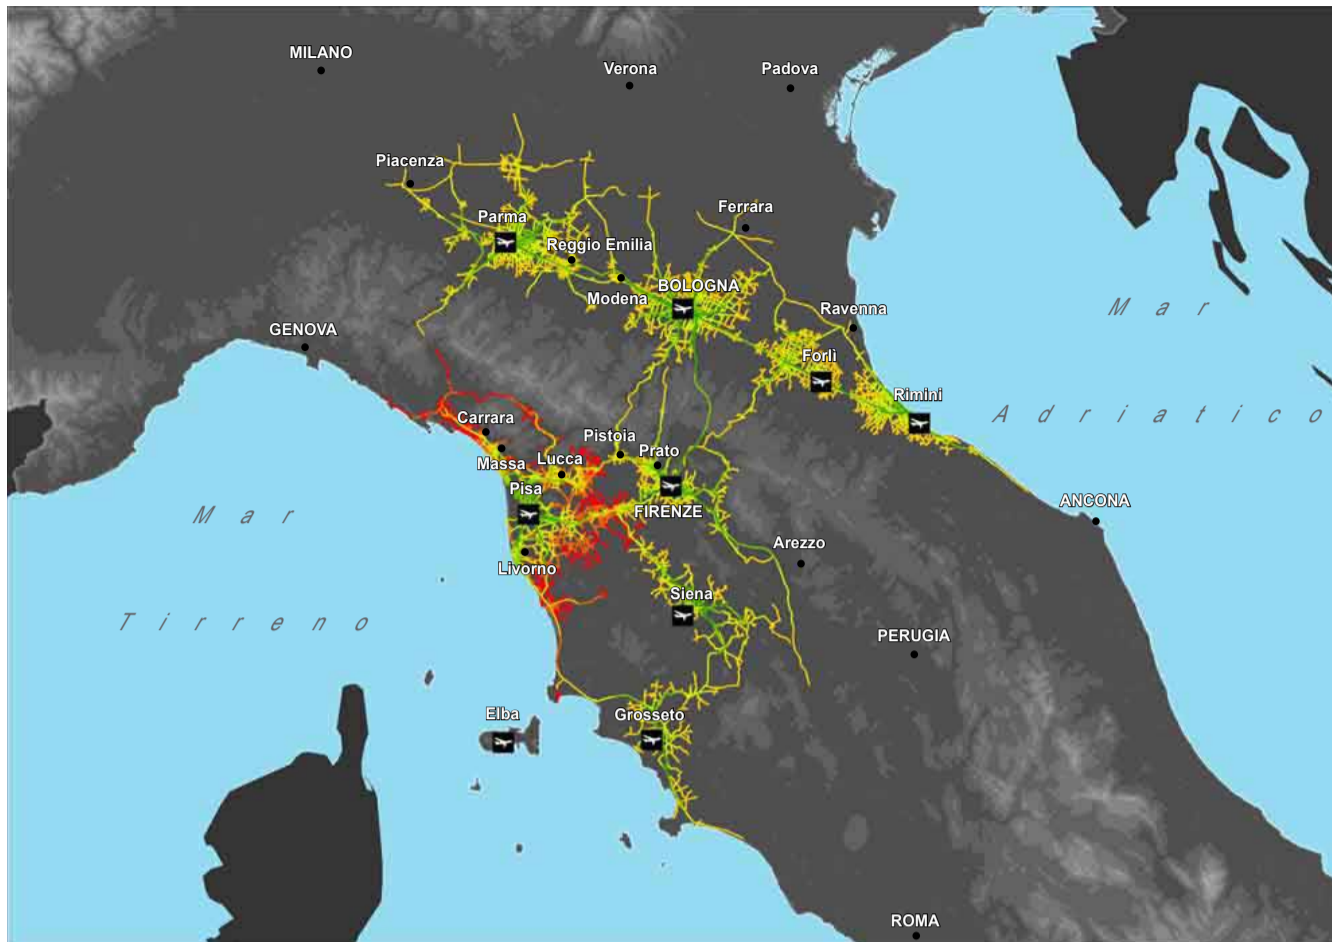 MILANO
Verona
Padova
Piacenza
Parma
Ferrara
Reggio Emilia
BOLOGNA
Modena
Ravenna
Mar
GENOVA
Forlì
Rimini
Adriatico
Carrara
Pistoia
Prato
Massa
Lucca
Pisa
FIRENZE
ANCONA
Mar
Arezzo
Livorno
Siena
Tirreno
PERUGIA
Elba
Grosseto
ROMA